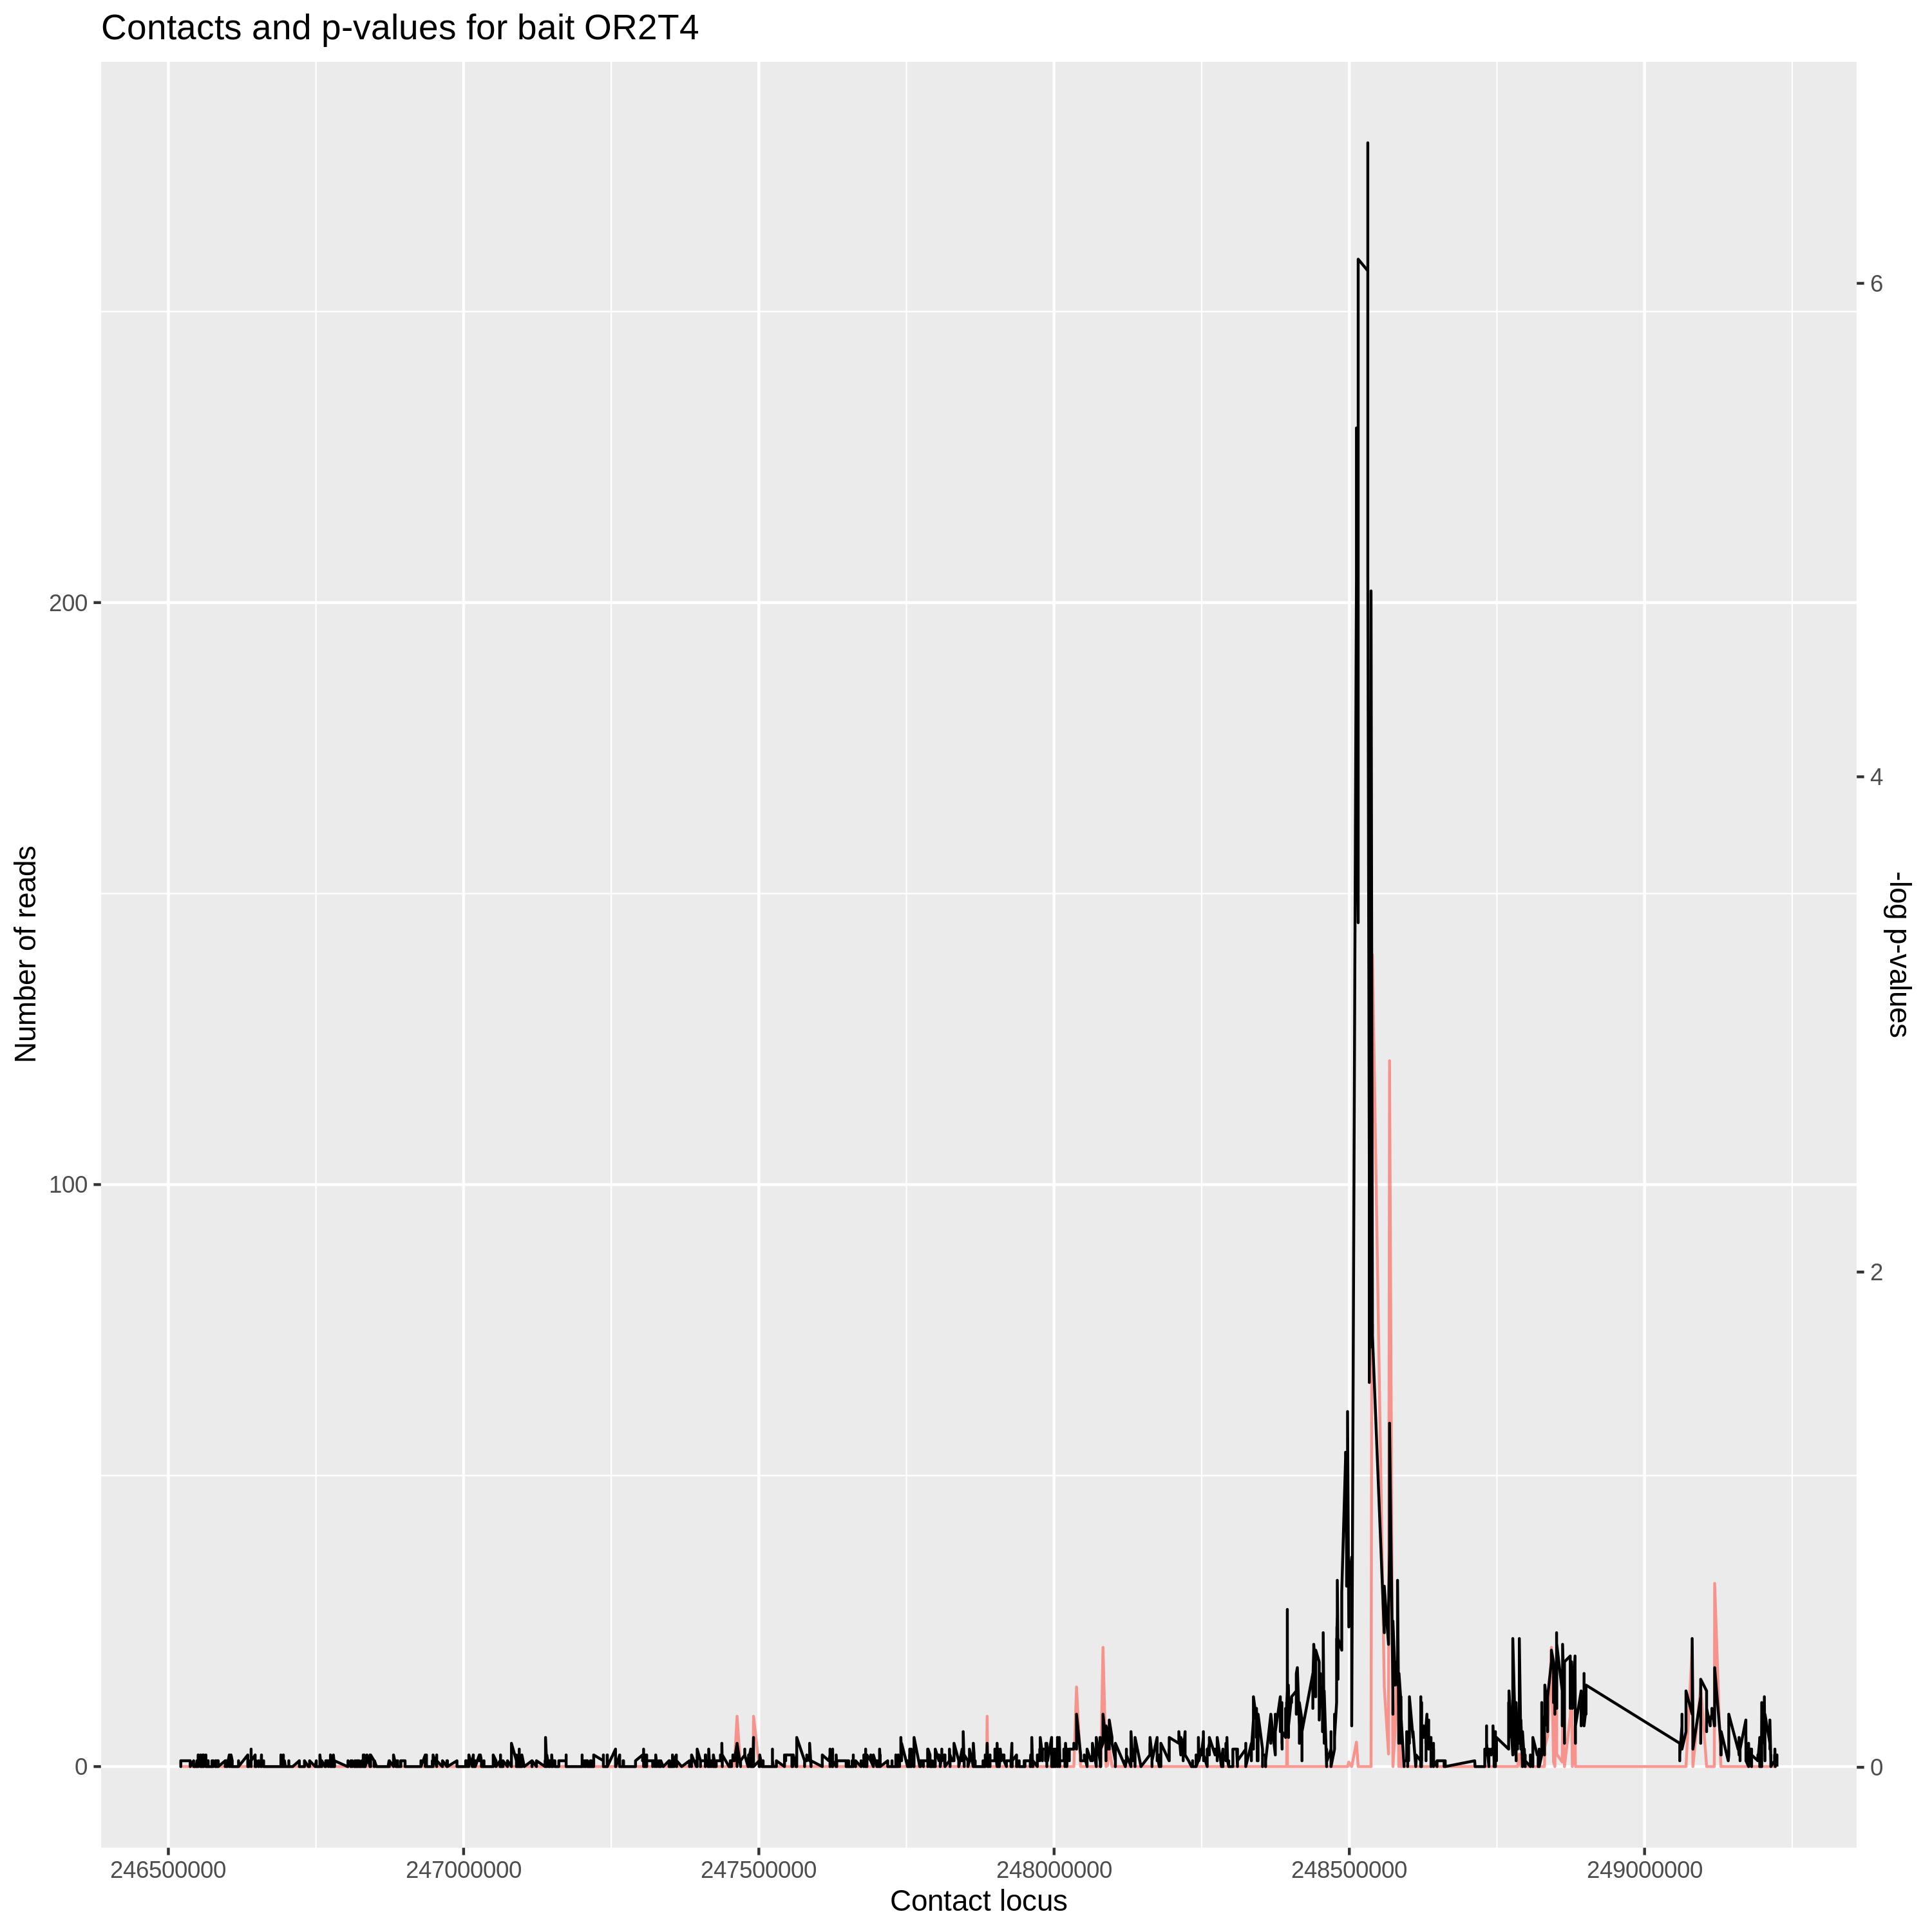 Contacts and p-values for bait OR2T4
Number of reads
200
100
0
6
4
2
0
-log p-values
246500000 247000000 247500000 248000000 248500000 249000000
Contact locus